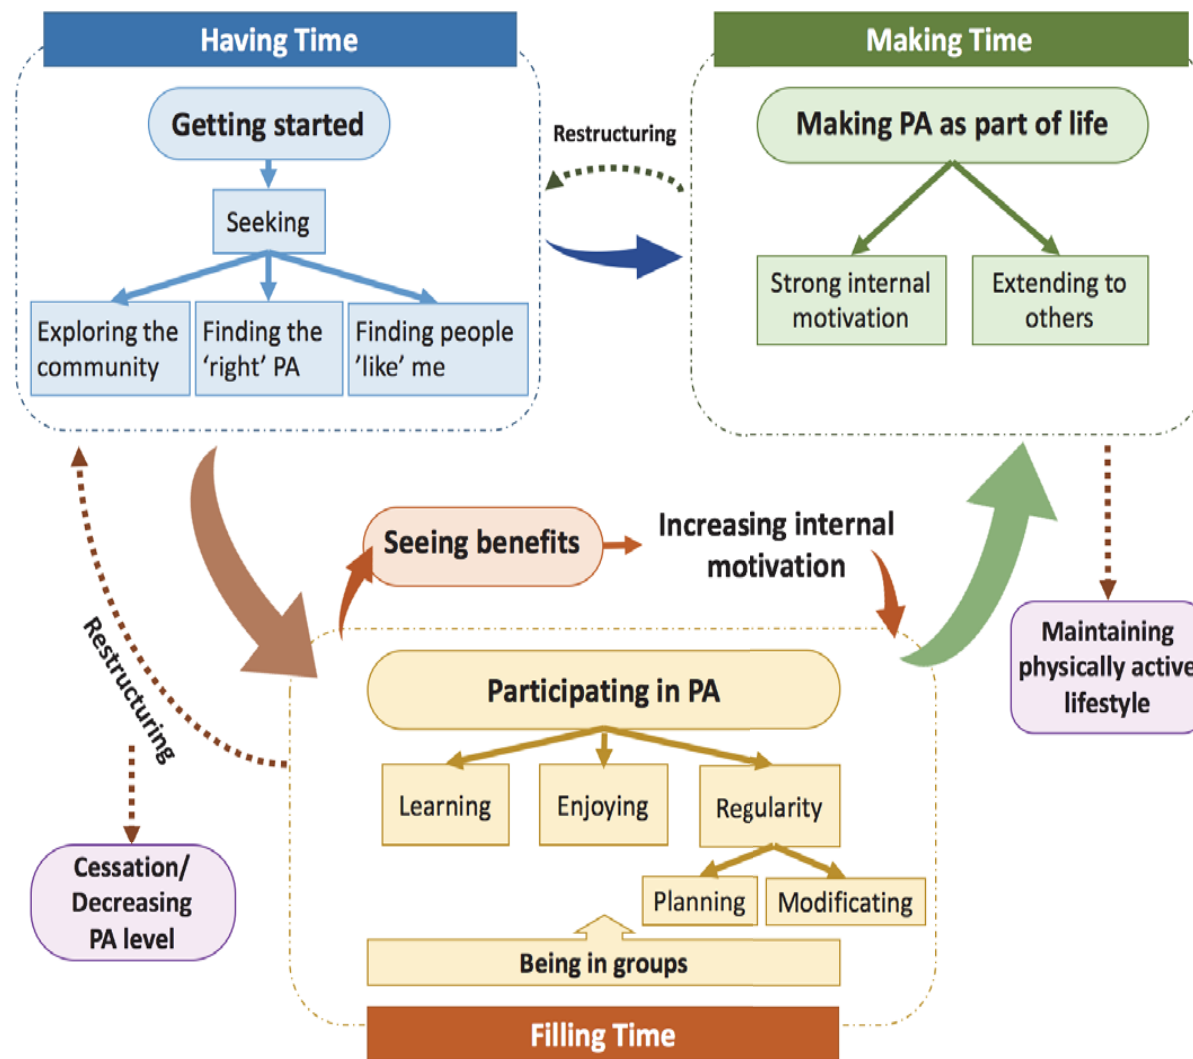 Having Time
Getting started
Seeking
Exploring the
community
Finding the
‘right’ PA
Finding people
’like’ me
Restructuring
Making Time
Making PA as part of life
Strong internal
motivation
Extending to
others
Seeing benefits
Increasing internal
motivation
Restructuring
Cessation/
Decreasing
PA level
Maintaining
physically active
lifestyle
Participating in PA
Learning
Enjoying
Regularity
Planning
Modificating
Being in groups
Filling Time